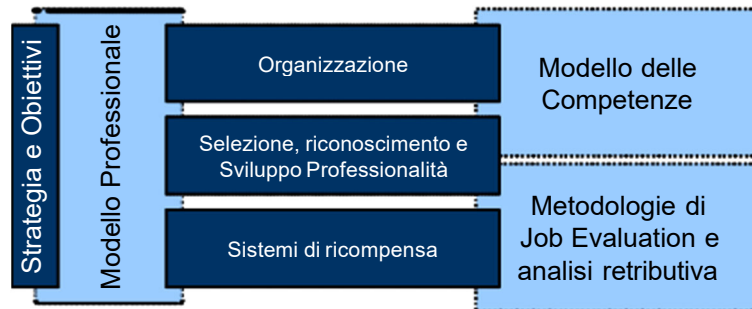 Strategia e Obiettivi
Modello Professionale
Organizzazione
Selezione, riconoscimento e
Sviluppo Professionalità
Sistemi di ricompensa
Modello delle
Competenze
Metodologie di
Job Evaluation e
analisi retributiva